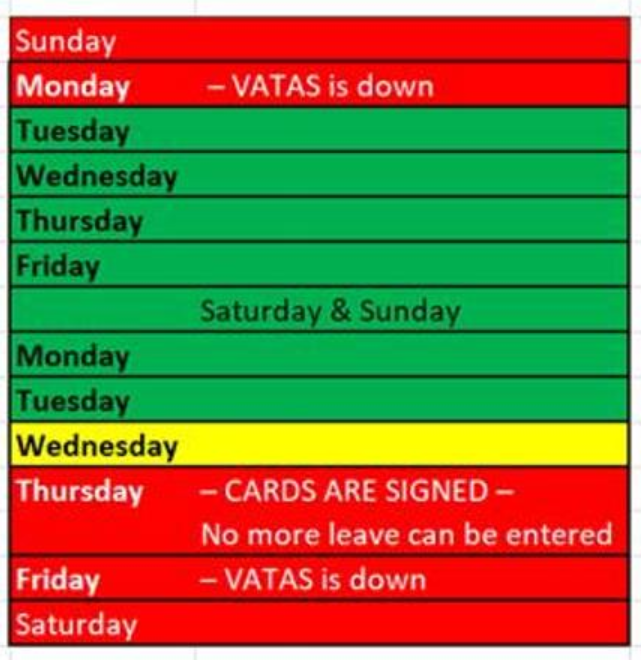 Sunday
Monday – VATAS is down
Tuesday
Wednesday
Thursday
Friday
Saturday & Sunday
Monday
Tuesday
Wednesday
Thursday – CARDS ARE SIGNED –
No more leave can be entered
Friday – VATAS is down
Saturday